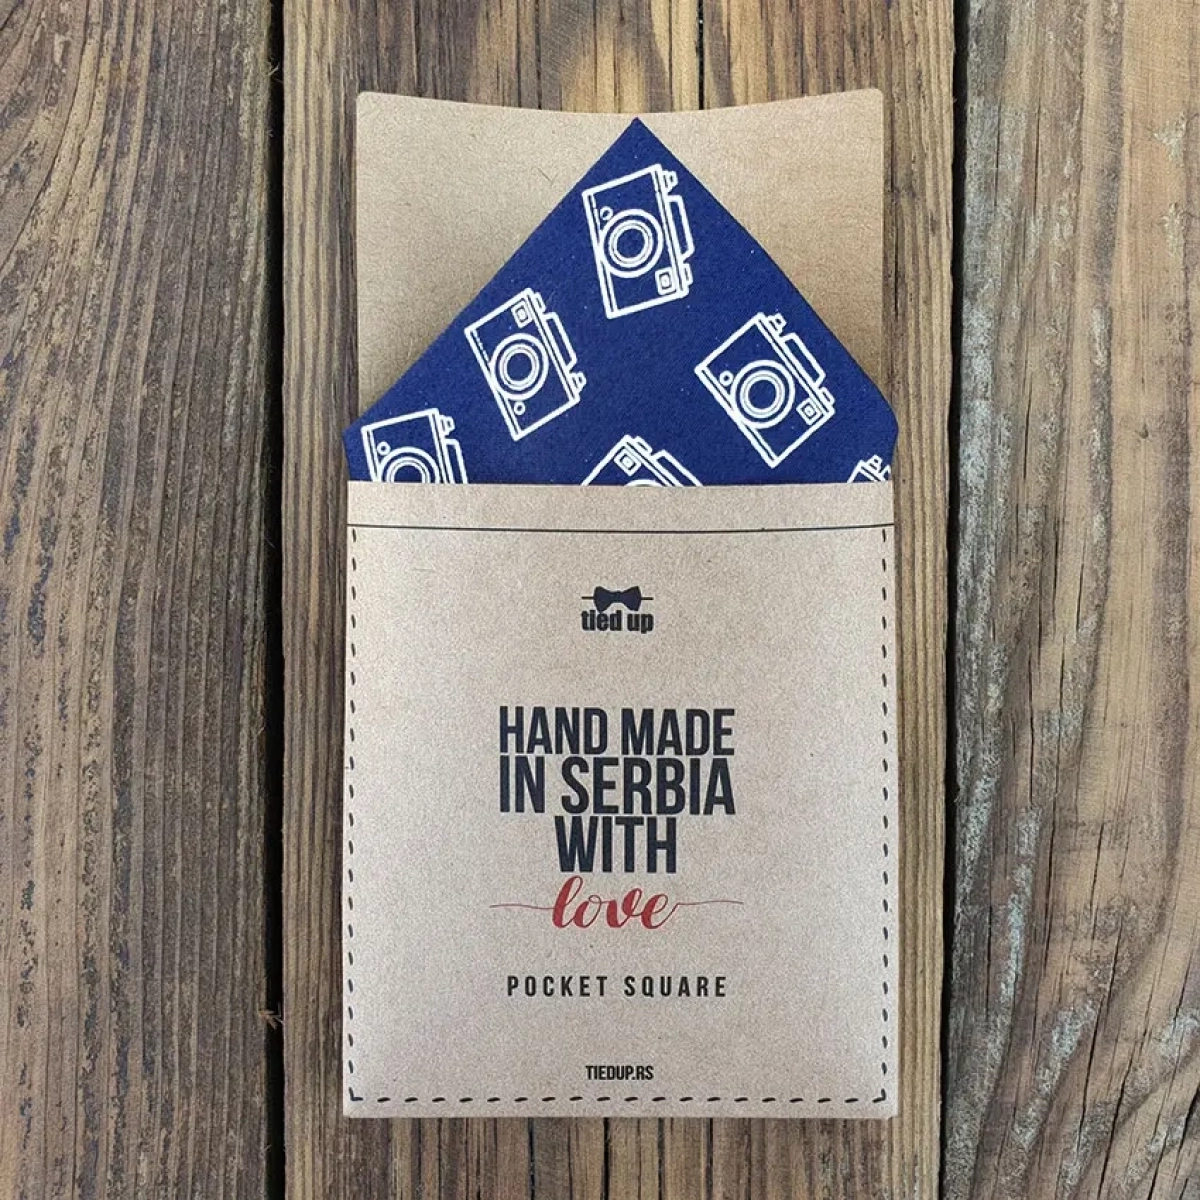 tied up
HAND MADE
IN SERBIA
WITH
love
POCKET SQUARE
TIEDUP.RS